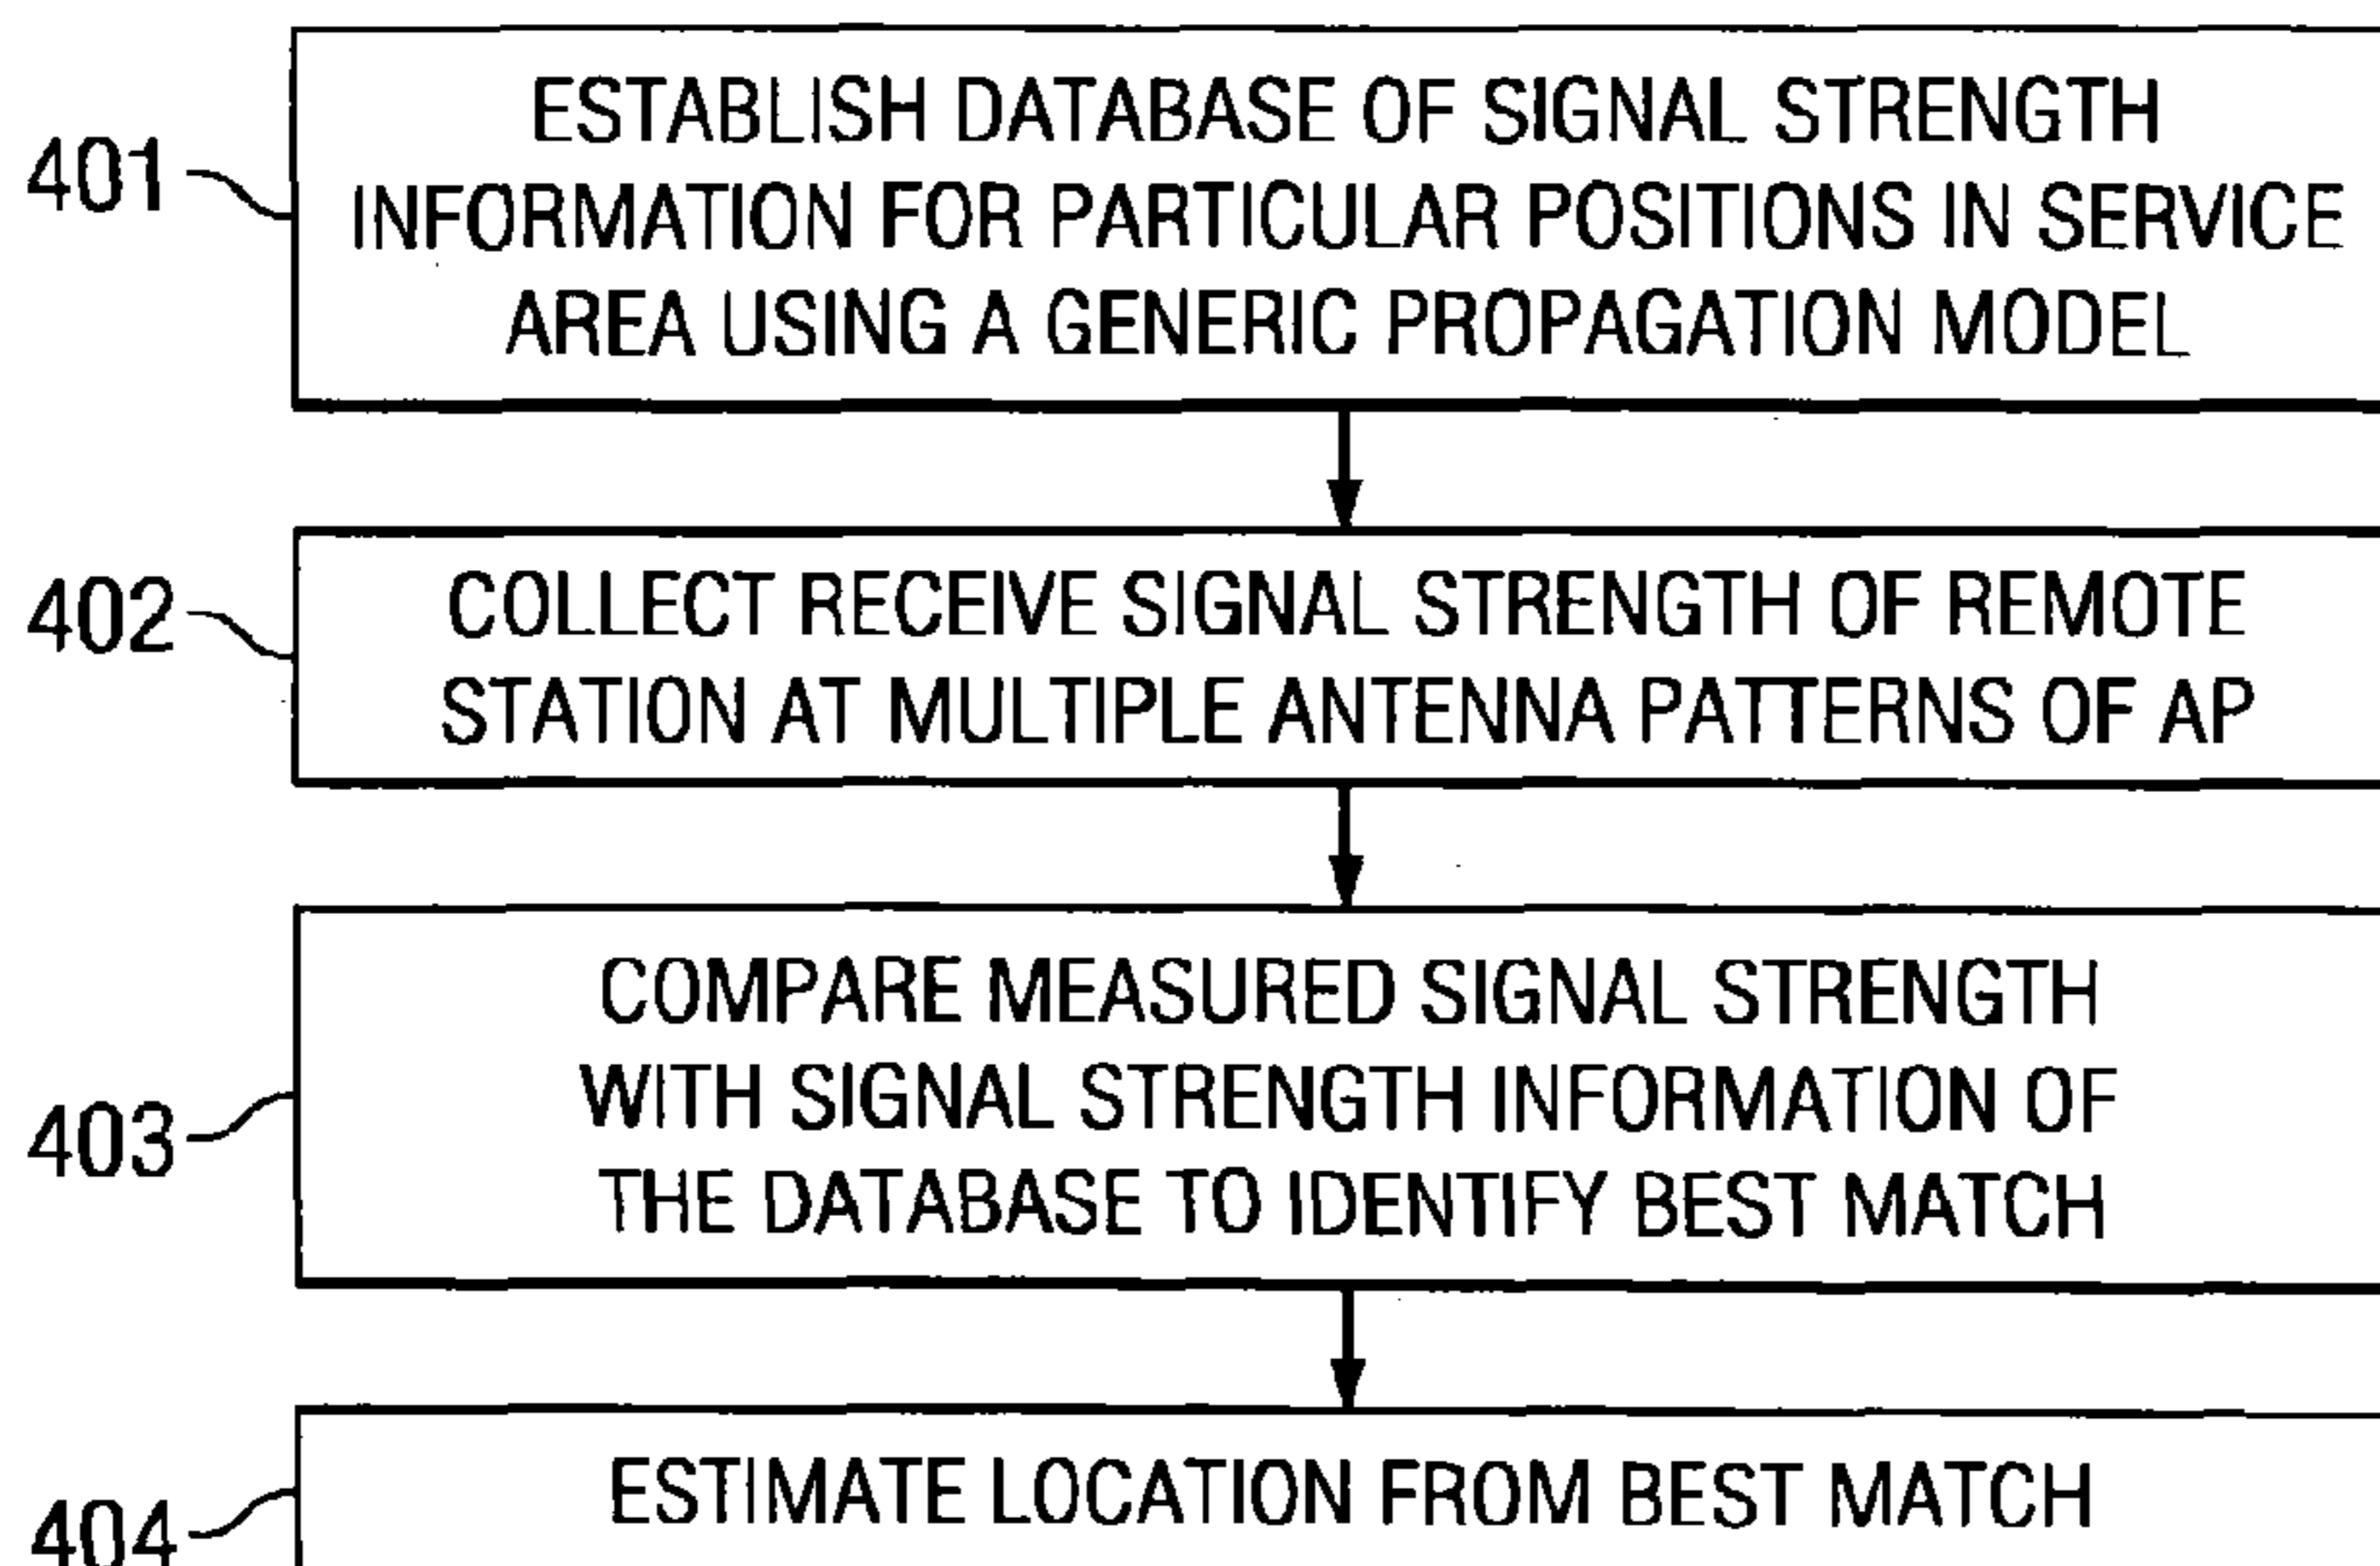 ESTABLISH DATABASE OF SIGNAL STRENGTH
401
INFORMATION FOR PARTICULAR POSITIONS IN SERVICE
AREA USING A GENERIC PROPAGATION MODEL
402
COLLECT RECEIVE SIGNAL STRENGTH OF REMOTE
STATION AT MULTIPLE ANTENNA PATTERNS OF AP
COMPARE MEASURED SIGNAL STRENGTH
WITH SIGNAL STRENGTH INFORMATION OF
403
THE DATABASE TO IDENTIFY BEST MATCH
ESTIMATE LOCATION FROM BEST MATCH
404